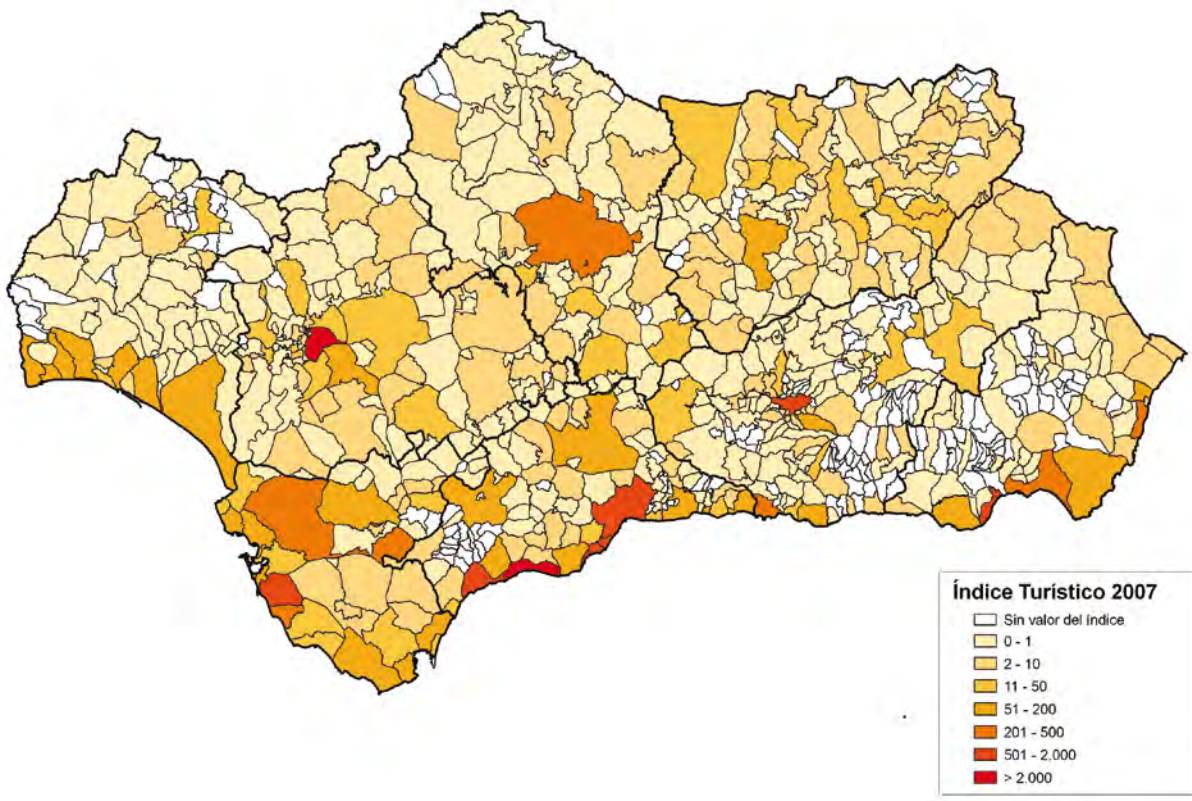 Índice Turístico 2007
Sin valor del índice
0 - 1
2 - 10
11 - 50
51 - 200
201 - 500
501 - 2.000
> 2.000